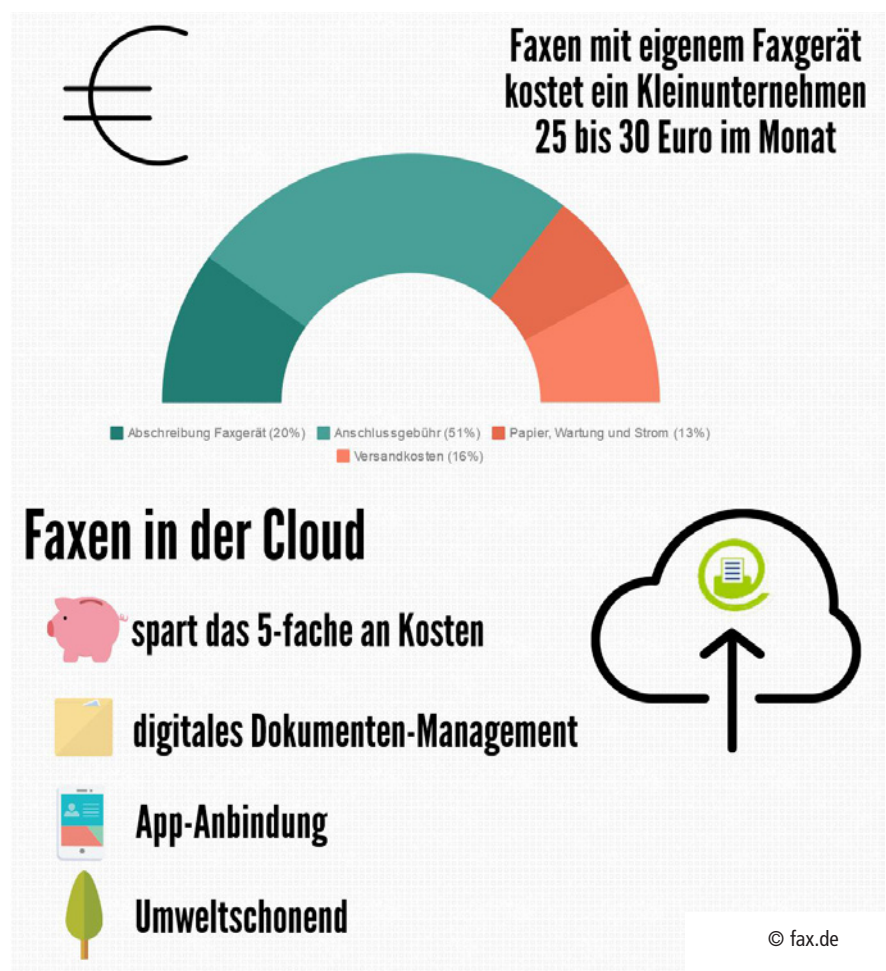 Faxen mit eigenem Faxgerät
kostet ein Kleinunternehmen
25 bis 30 Euro im Monat
Abschreibung Faxgerät (20%) Anschlussgebühr (51%) Papier, Wartung und Strom (13%)
Versandkosten (16%)
Faxen in der Cloud
spart das 5-fache an Kosten
digitales Dokumenten-Management
App-Anbindung
Umweltschonend
© fax.de